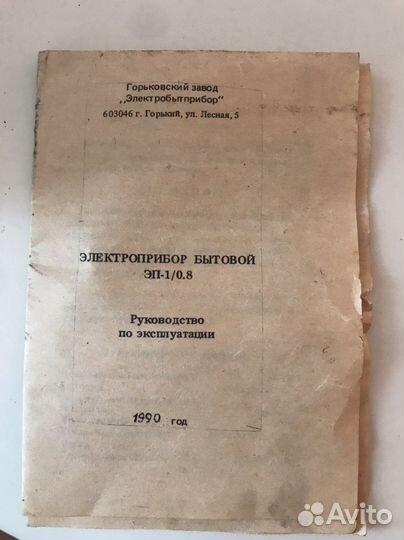 Горьковский завод
„Электробытприбор"
603046 г. Горький, ул. Лесная, 5
ЭЛЕКТРОПРИБОР БЫТОВОЙ
ЭП-1/0.8
Руководство
по эксплуатации
1990 год
Avito